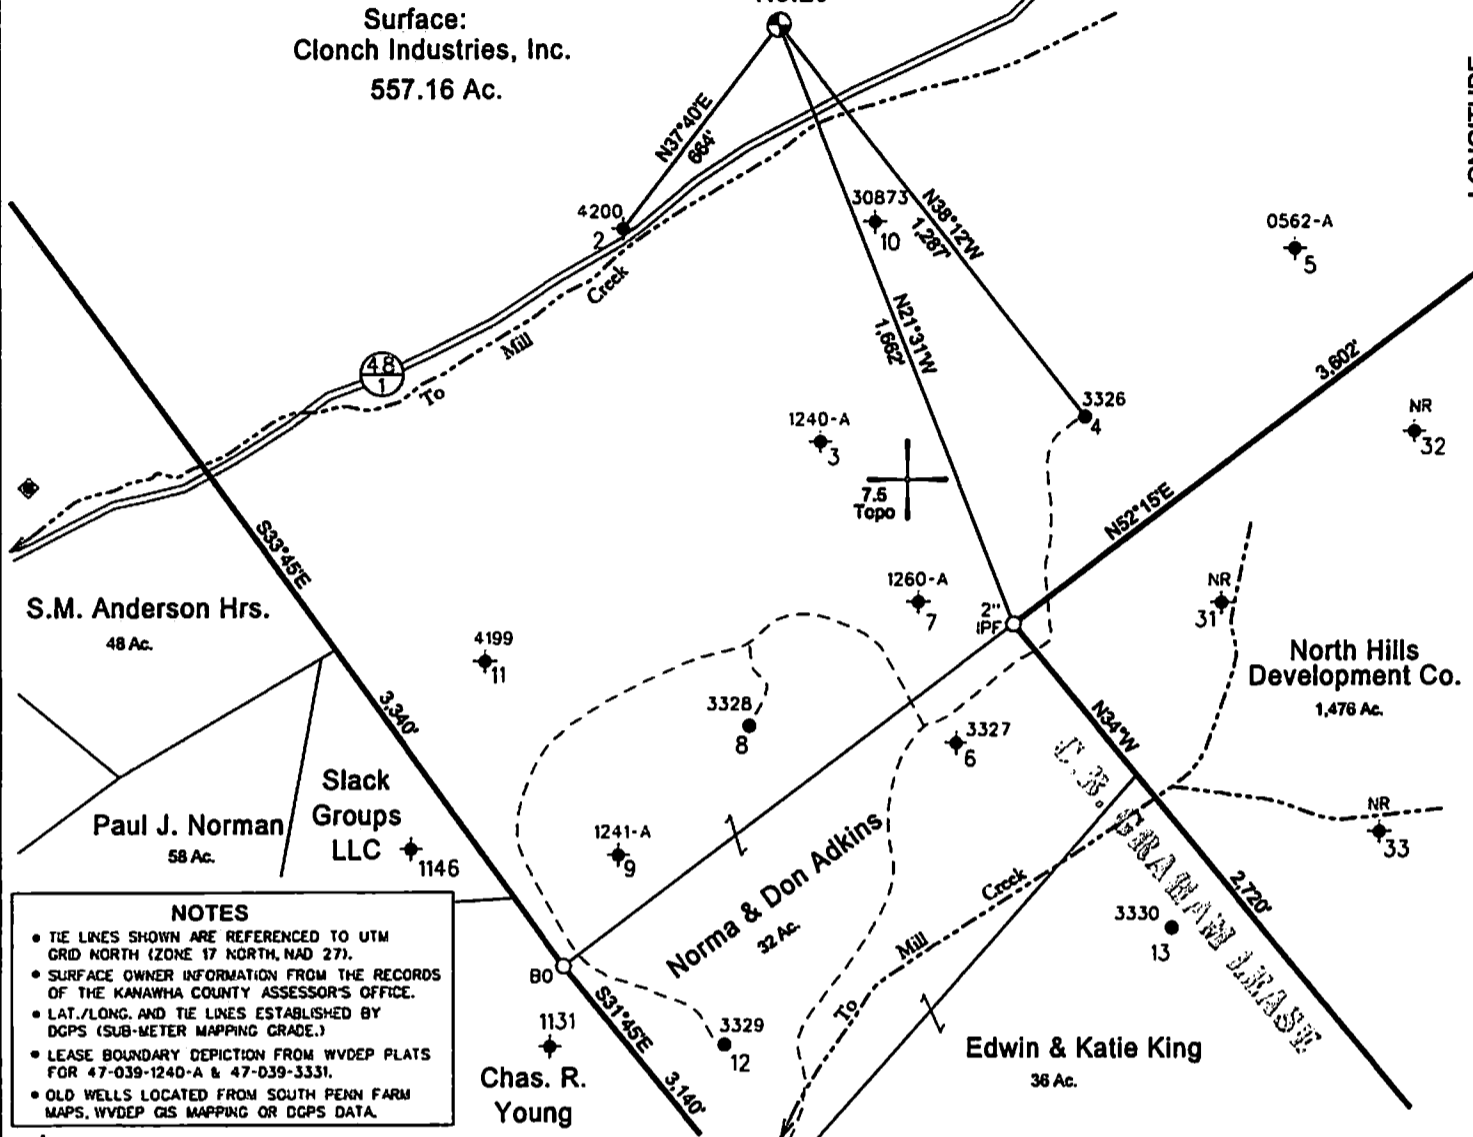 Surface:
Clonch Industries, Inc.
557.16 Ac.
N37°40'E
664'
4200
2
30873
10
N38°12'W
1,287'
0562-A
5
N21°31'W
1,662'
3,602'
Creek
Mill
To
48
1
1240-A
3
3326
4
NR
32
7.5
Topo
N52°15'E
S33°45'E
S.M. Anderson Hrs.
48 Ac.
1260-A
7
2"
IPF
NR
31
North Hills
Development Co.
1,476 Ac.
4199
11
3,340'
3328
8
3327
6
N34°W
C.R. GRAHAM LEASE
Slack
Groups
LLC
1146
Paul J. Norman
58 Ac.
1241-A
9
Norma & Don Adkins
32 Ac.
NR
33
Creek
Mill
To
2,720'
3330
13
NOTES
• TIE LINES SHOWN ARE REFERENCED TO UTM
GRID NORTH (ZONE 17 NORTH, NAD 27).
• SURFACE OWNER INFORMATION FROM THE RECORDS
OF THE KANAWHA COUNTY ASSESSOR'S OFFICE.
• LAT./LONG. AND TIE LINES ESTABLISHED BY
DGPS (SUB-METER MAPPING GRADE.)
• LEASE BOUNDARY DEPICTION FROM WVDEP PLATS
FOR 47-039-1240-A & 47-039-3331.
• OLD WELLS LOCATED FROM SOUTH PENN FARM
MAPS, WVDEP GIS MAPPING OR DGPS DATA.
BO
S31°45'E
3,140'
1131
Chas. R.
Young
3329
12
Edwin & Katie King
36 Ac.